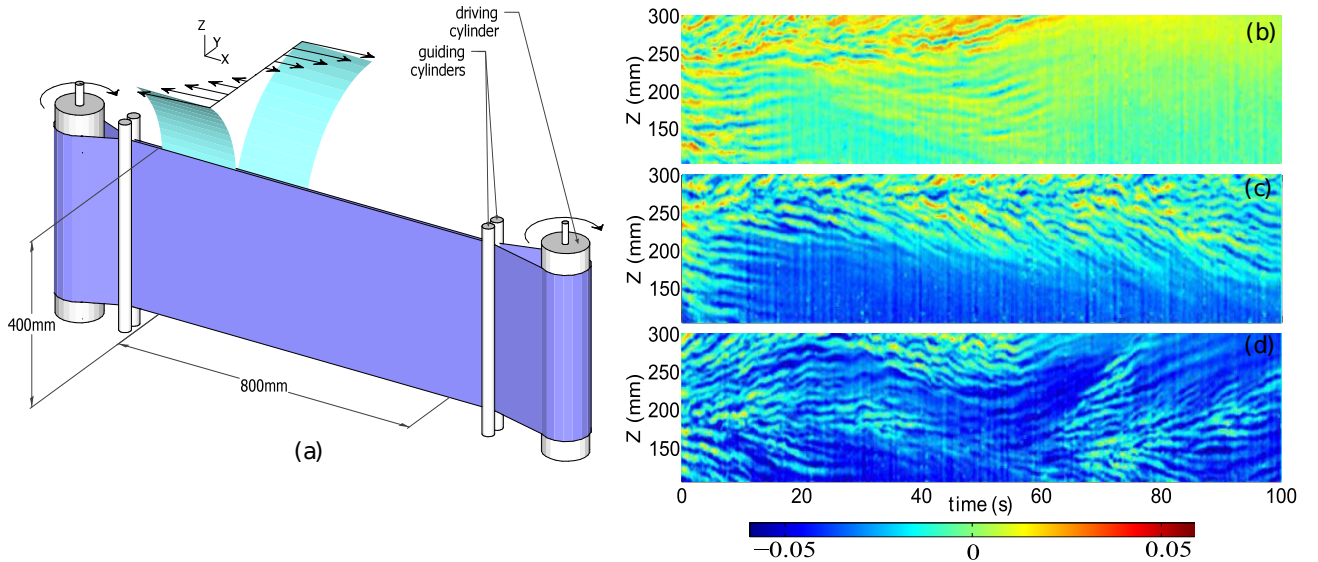 driving
cylinder
guiding
cylinders
Z
Y
X
400mm
800mm
(a)
300
250
200
150
Z (mm)
(b)
300
250
200
150
Z (mm)
(c)
300
250
200
150
Z (mm)
(d)
0 20 40 60 80 100
time (s)
−0.05 0 0.05